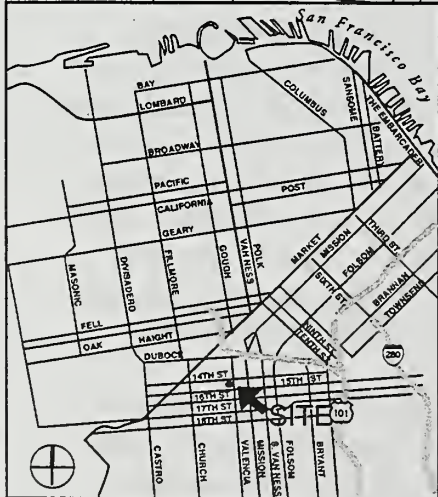 San Francisco Bay
BAY
LOMBARD
COLUMBUS
SANSOME
BATTERY
THE EMBARCADERO
BROADWAY
PACIFIC
CALIFORNIA
POST
GEARY
MASONIC
DIVISADERO
FILLMORE
GOUGH
POLK
VAN NESS
MARKET
MISSION
THIRD ST
FOLSOM
SIXTH ST
BRANNAN
TOWNSEND
FELL
OAK
HAIGHT
DUBOCE
NINTH ST
TENTH ST
280
14TH ST
15TH ST
16TH ST
17TH ST
18TH ST
SITE
101
CASTRO
CHURCH
VALENCIA
MISSION
S. VAN NESS
FOLSOM
BRYANT